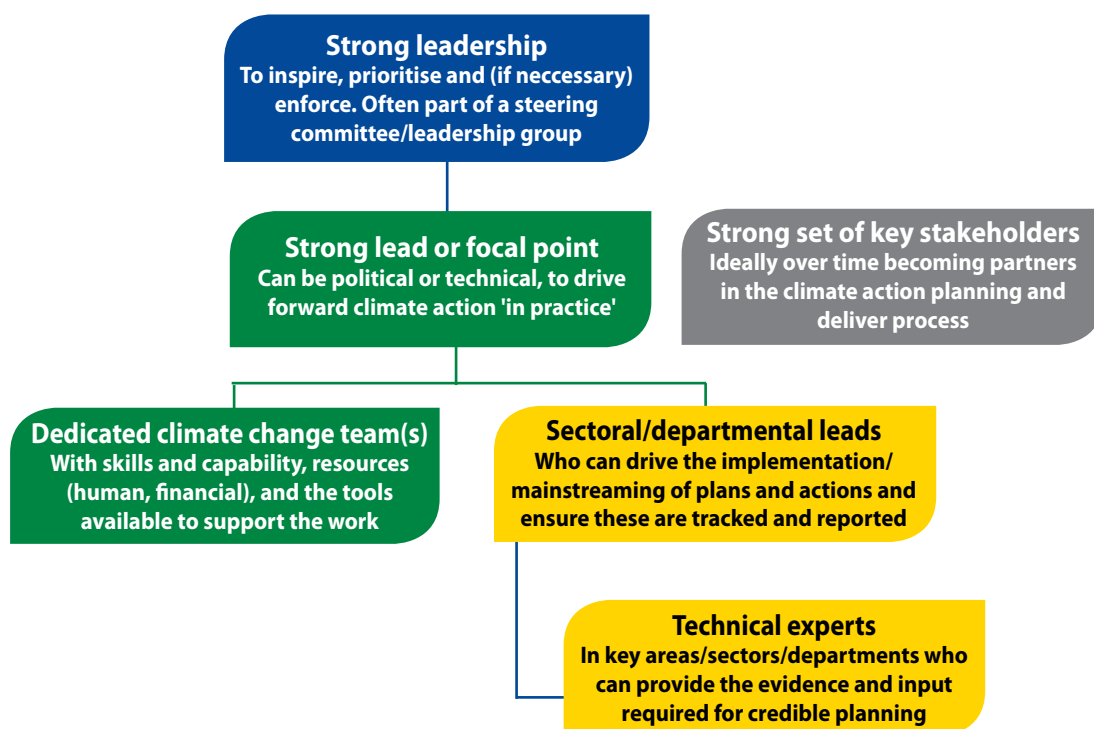 Strong leadership
To inspire, prioritise and (if neccessary)
enforce. Often part of a steering
committee/leadership group
Strong lead or focal point
Can be political or technical, to drive
forward climate action 'in practice'
Strong set of key stakeholders
Ideally over time becoming partners
in the climate action planning and
deliver process
Dedicated climate change team(s)
With skills and capability, resources
(human, financial), and the tools
available to support the work
Sectoral/departmental leads
Who can drive the implementation/
mainstreaming of plans and actions and
ensure these are tracked and reported
Technical experts
In key areas/sectors/departments who
can provide the evidence and input
required for credible planning